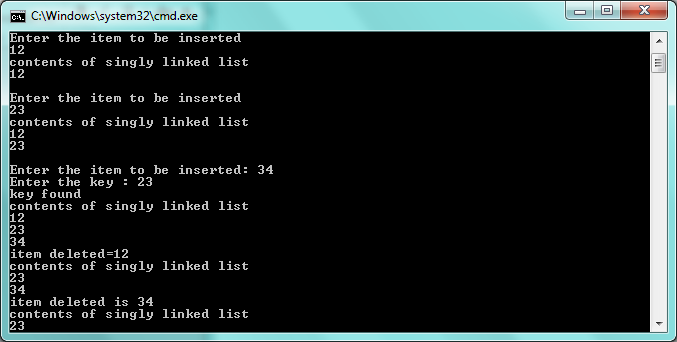 C:\Windows\system32\cmd.exe
Enter the item to be inserted
12
contents of singly linked list
12
Enter the item to be inserted
23
contents of singly linked list
12
23
Enter the item to be inserted: 34
Enter the key : 23
key found
contents of singly linked list
12
23
34
item deleted=12
contents of singly linked list
23
34
item deleted is 34
contents of singly linked list
23